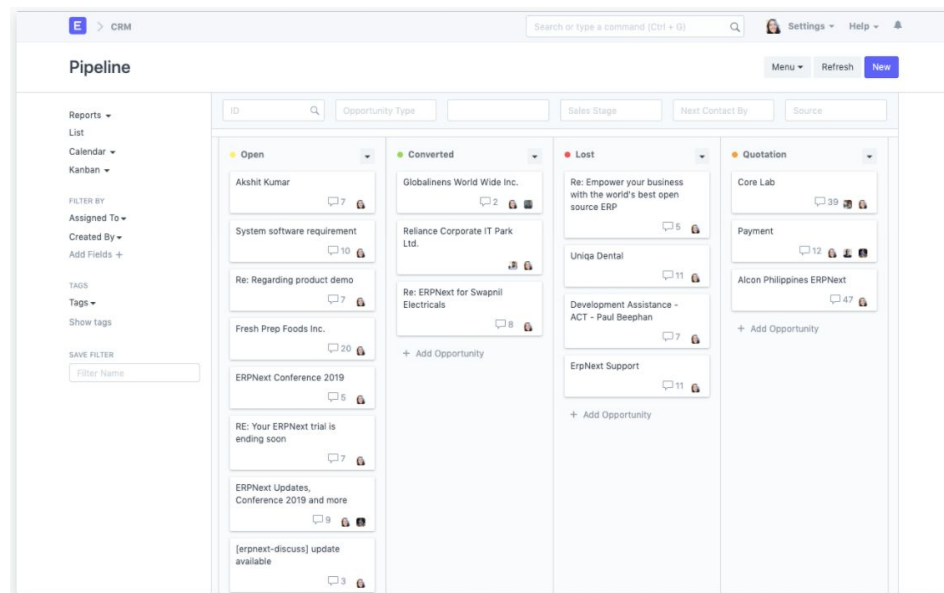 E > CRM
Search or type a command (Ctrl + G)
Settings
Help
Pipeline
Menu
Refresh
New
Reports
List
Calendar
Kanban
FILTER BY
Assigned To
Created By
Add Fields +
TAGS
Tags
Show tags
SAVE FILTER
Filter Name
ID
Opportunity Type
Sales Stage
Next Contact By
Source
Open
Akshit Kumar
7
System software requirement
10
Re: Regarding product demo
7
Fresh Prep Foods Inc.
20
ERPNext Conference 2019
5
RE: Your ERPNext trial is
ending soon
7
ERPNext Updates,
Conference 2019 and more
9
[erpnext-discuss] update
available
3
Converted
Globalinens World Wide Inc.
2
Reliance Corporate IT Park
Ltd.
Re: ERPNext for Swapnil
Electricals
8
+ Add Opportunity
Lost
Re: Empower your business
with the world's best open
source ERP
5
Uniqa Dental
11
Development Assistance -
ACT - Paul Beephan
7
ErpNext Support
11
+ Add Opportunity
Quotation
Core Lab
39
Payment
12
Alcon Philippines ERPNext
47
+ Add Opportunity